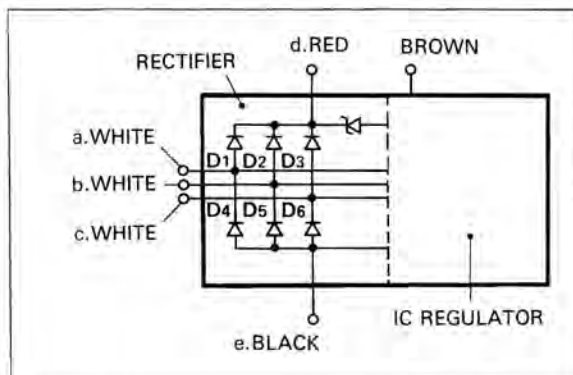 d.RED
BROWN
RECTIFIER
a.WHITE
D1 D2 D3
b.WHITE
D4 D5 D6
c.WHITE
IC REGULATOR
e.BLACK